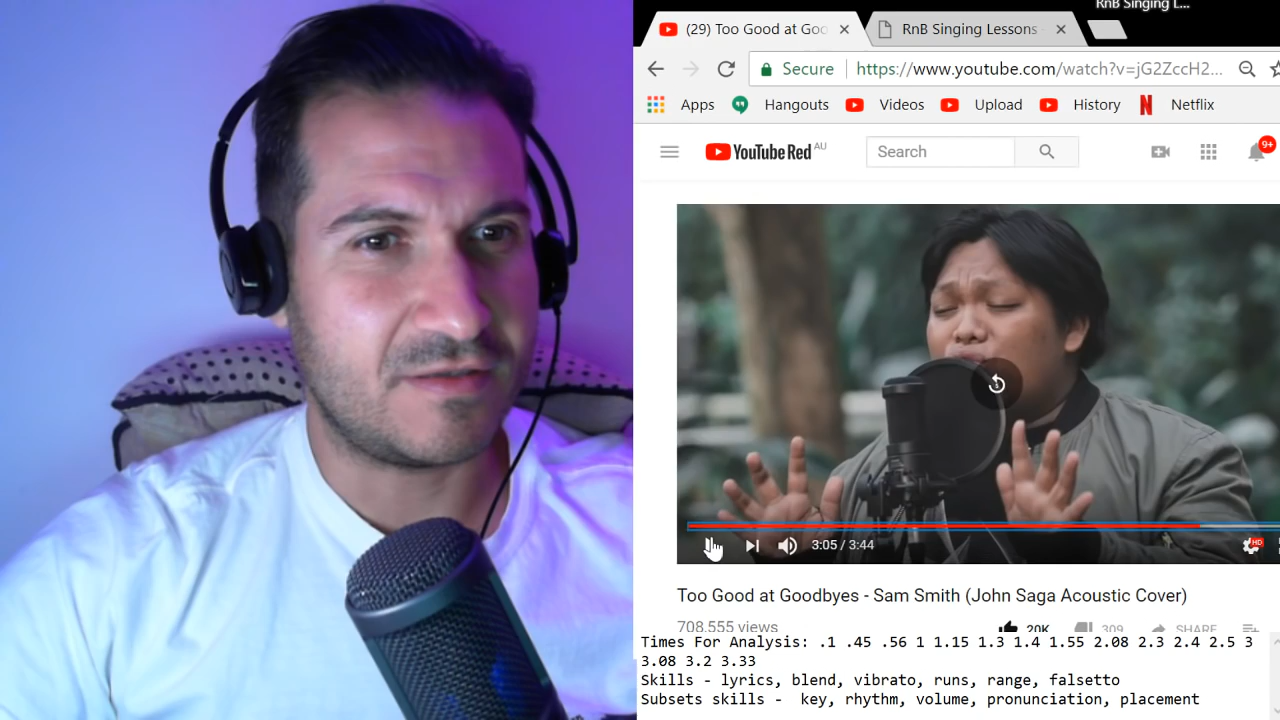 RnB Singing L...
(29) Too Good at Goo
RnB Singing Lessons -
Secure
https://www.youtube.com/watch?v=jG2ZccH2...
Apps
Hangouts
Videos
Upload
History
Netflix
YouTube Red AU
Search
9+
5
3:05 / 3:44
HD
Too Good at Goodbyes - Sam Smith (John Saga Acoustic Cover)
708,555 views
20K
309
SHARE
Times For Analysis: .1 .45 .56 1 1.15 1.3 1.4 1.55 2.08 2.3 2.4 2.5 3
3.08 3.2 3.33
Skills - lyrics, blend, vibrato, runs, range, falsetto
Subsets skills -  key, rhythm, volume, pronunciation, placement